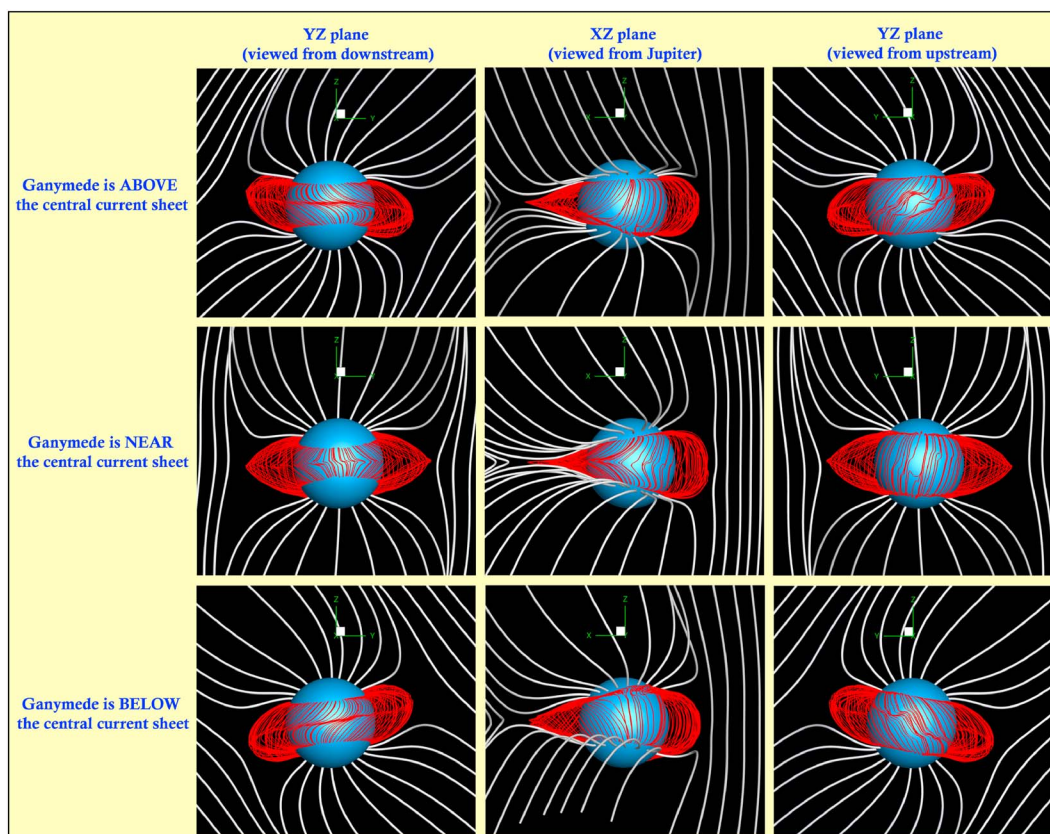 YZ plane
(viewed from downstream)
XZ plane
(viewed from Jupiter)
YZ plane
(viewed from upstream)
Ganymede is ABOVE
the central current sheet
Z
Y
Z
X
Z
Y
Ganymede is NEAR
the central current sheet
Z
Y
Z
X
Z
Y
Ganymede is BELOW
the central current sheet
Z
Y
Z
X
Z
Y